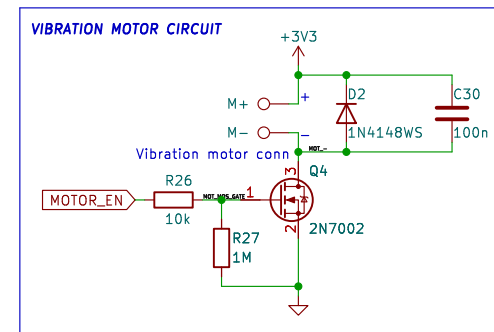 VIBRATION MOTOR CIRCUIT
+3V3
M+
+
D2
C30
M-
-
1N4148WS
100n
Vibration motor conn
MOT_-
3
Q4
R26
MOT_MOS_GATE
1
MOTOR_EN
10k
2
2N7002
R27
1M